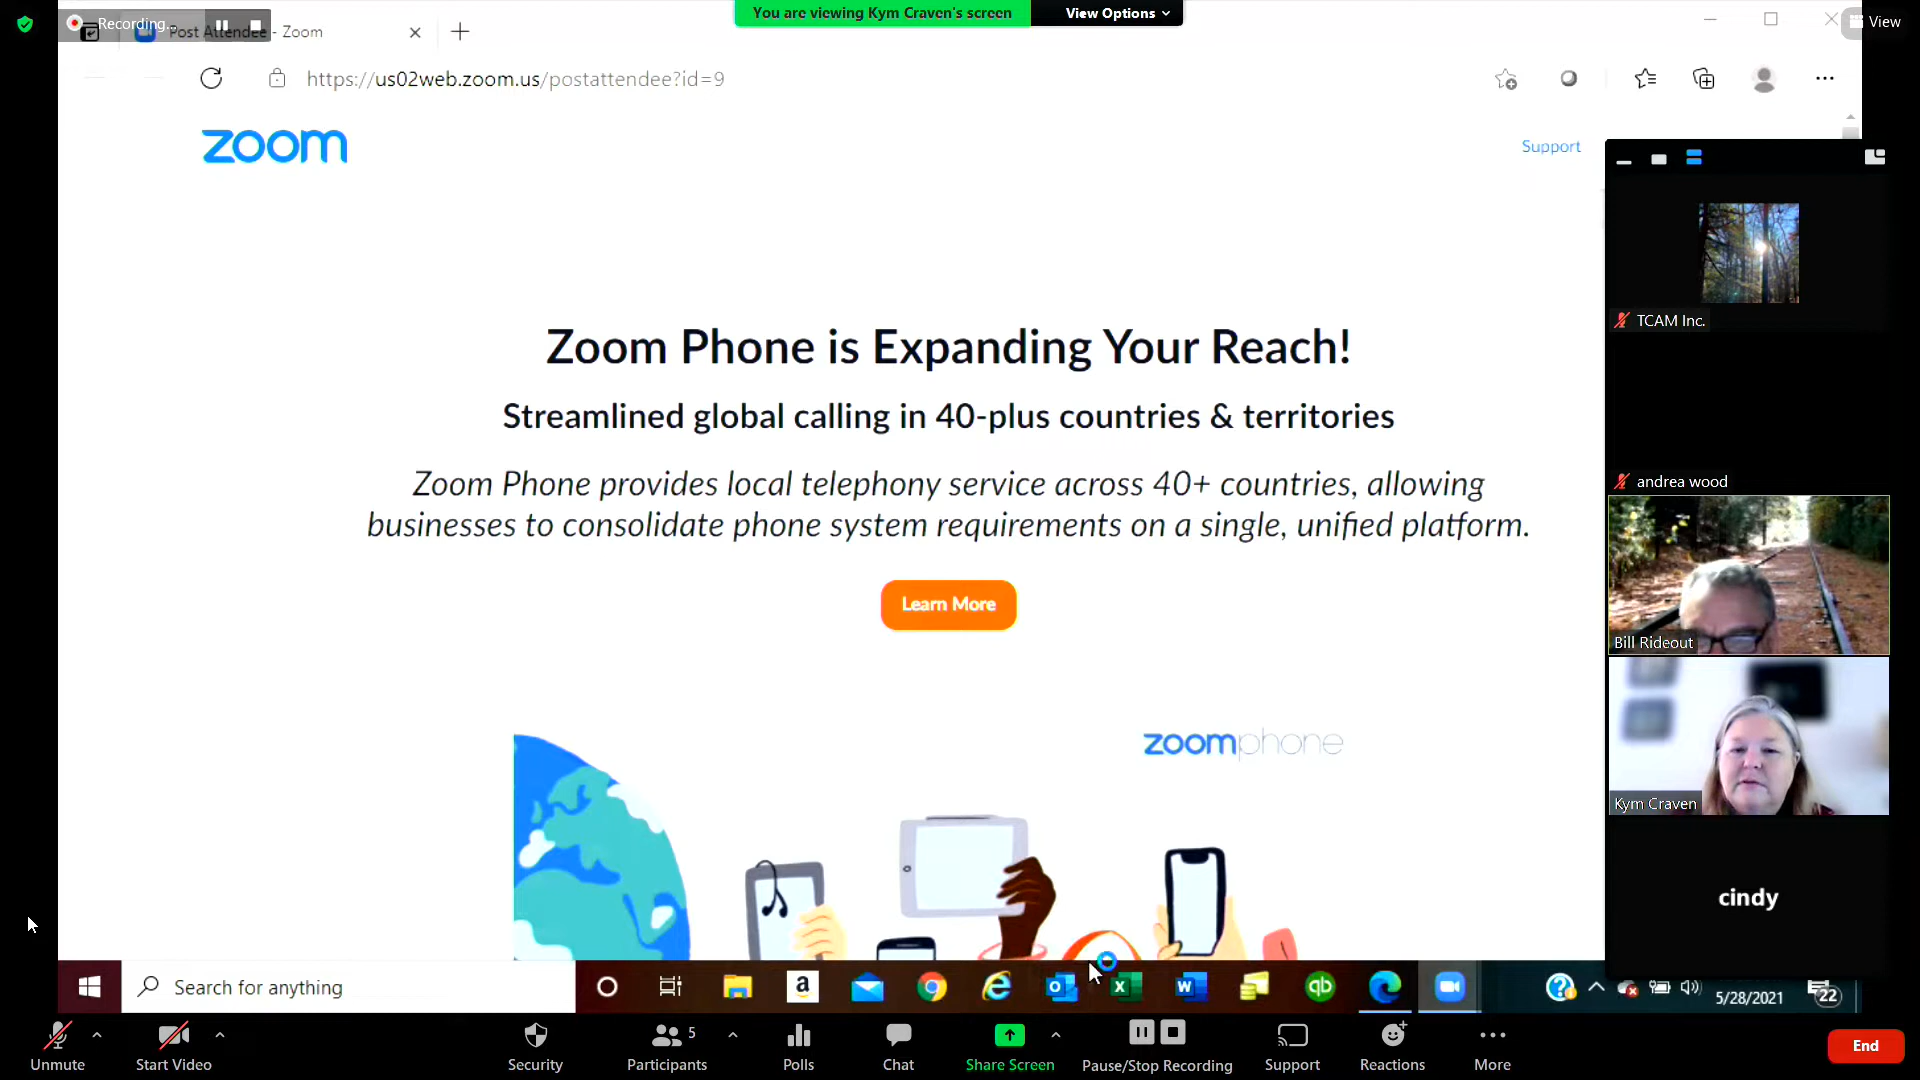 Recording...
Post Attendee - Zoom
You are viewing Kym Craven's screen
View Options
View
https://us02web.zoom.us/postattendee?id=9
zoom
Support
Zoom Phone is Expanding Your Reach!
Streamlined global calling in 40-plus countries & territories
Zoom Phone provides local telephony service across 40+ countries, allowing
businesses to consolidate phone system requirements on a single, unified platform.
Learn More
zoomphone
TCAM Inc.
andrea wood
Bill Rideout
Kym Craven
cindy
Search for anything
a
e
O
X
W
qb
?
5/28/2021
22
Unmute
Start Video
Security
Participants
5
Polls
Chat
Share Screen
Pause/Stop Recording
Support
Reactions
More
End